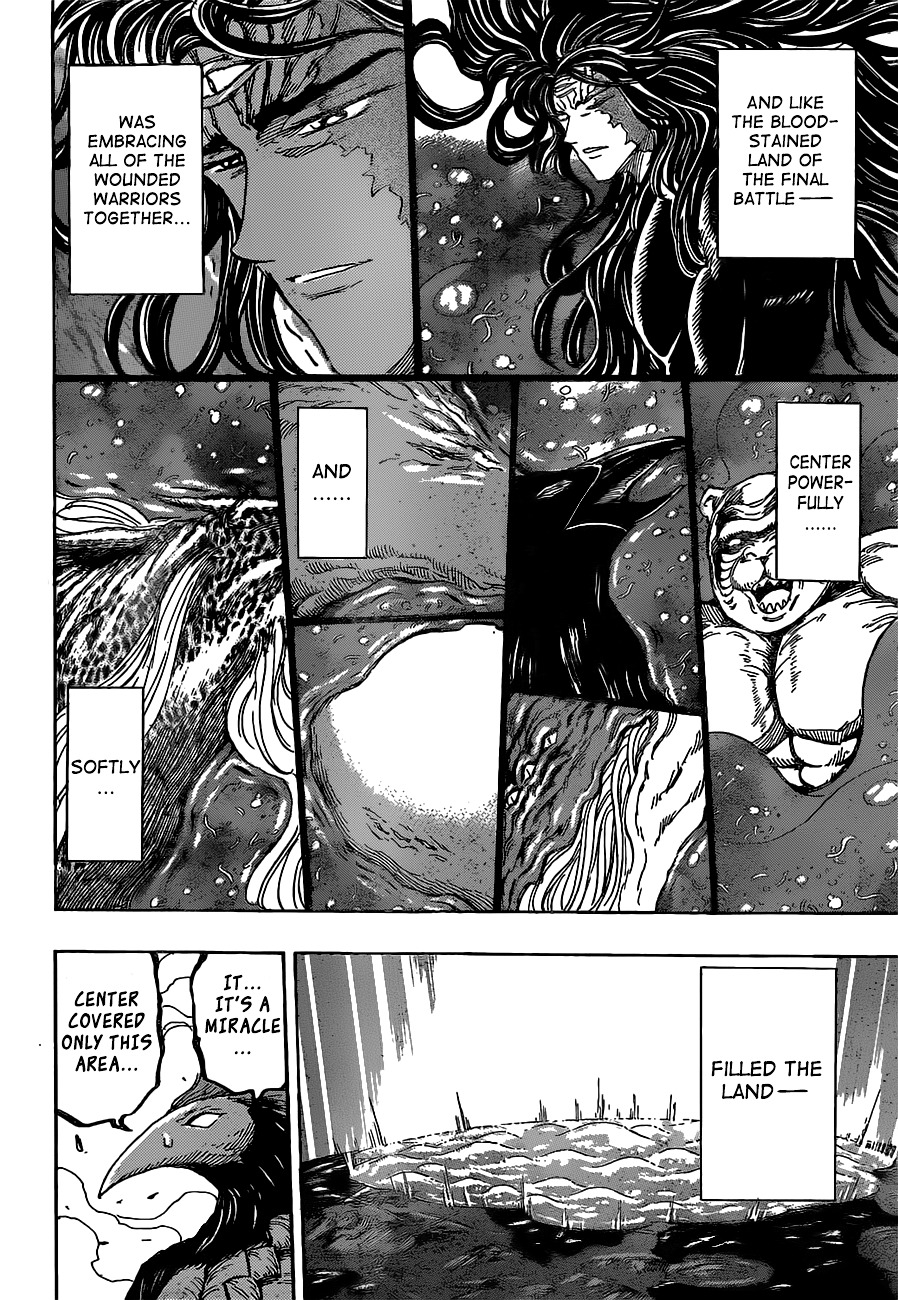 AND LIKE
THE BLOOD-
STAINED
LAND OF
THE FINAL
BATTLE —
WAS
EMBRACING
ALL OF THE
WOUNDED
WARRIORS
TOGETHER...
CENTER
POWER-
FULLY
......
AND
......
SOFTLY
...
FILLED THE
LAND —
IT...
IT'S A
MIRACLE
...
CENTER
COVERED
ONLY THIS
AREA...